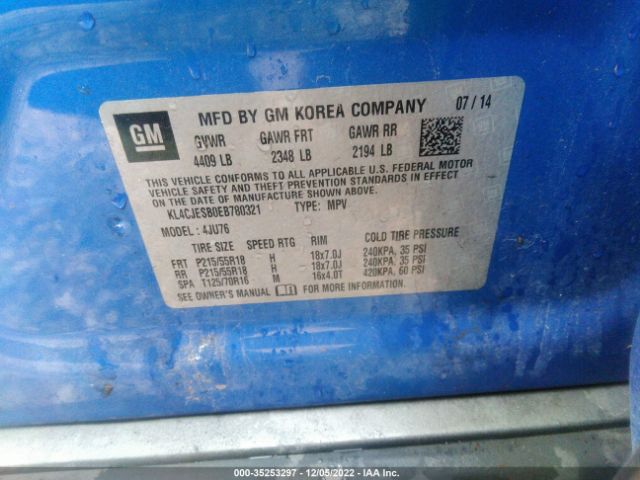 GM
MFD BY GM KOREA COMPANY 07/14
GVWR GAWR FRT GAWR RR
4409 LB 2348 LB 2194 LB
THIS VEHICLE CONFORMS TO ALL APPLICABLE U.S. FEDERAL MOTOR
VEHICLE SAFETY AND THEFT PREVENTION STANDARDS IN EFFECT
ON THE DATE OF MANUFACTURE SHOWN ABOVE.
KL4CJESB0EB780321 TYPE: MPV
MODEL: 4JU76
TIRE SIZE SPEED RTG RIM COLD TIRE PRESSURE
FRT P215/55R18 H 18x7.0J 240KPA, 35 PSI
RR P215/55R18 H 18x7.0J 240KPA, 35 PSI
SPA T125/70R16 M 16x4.0T 420KPA, 60 PSI
SEE OWNER'S MANUAL FOR MORE INFORMATION.
000-35253297 - 12/05/2022 - IAA Inc.